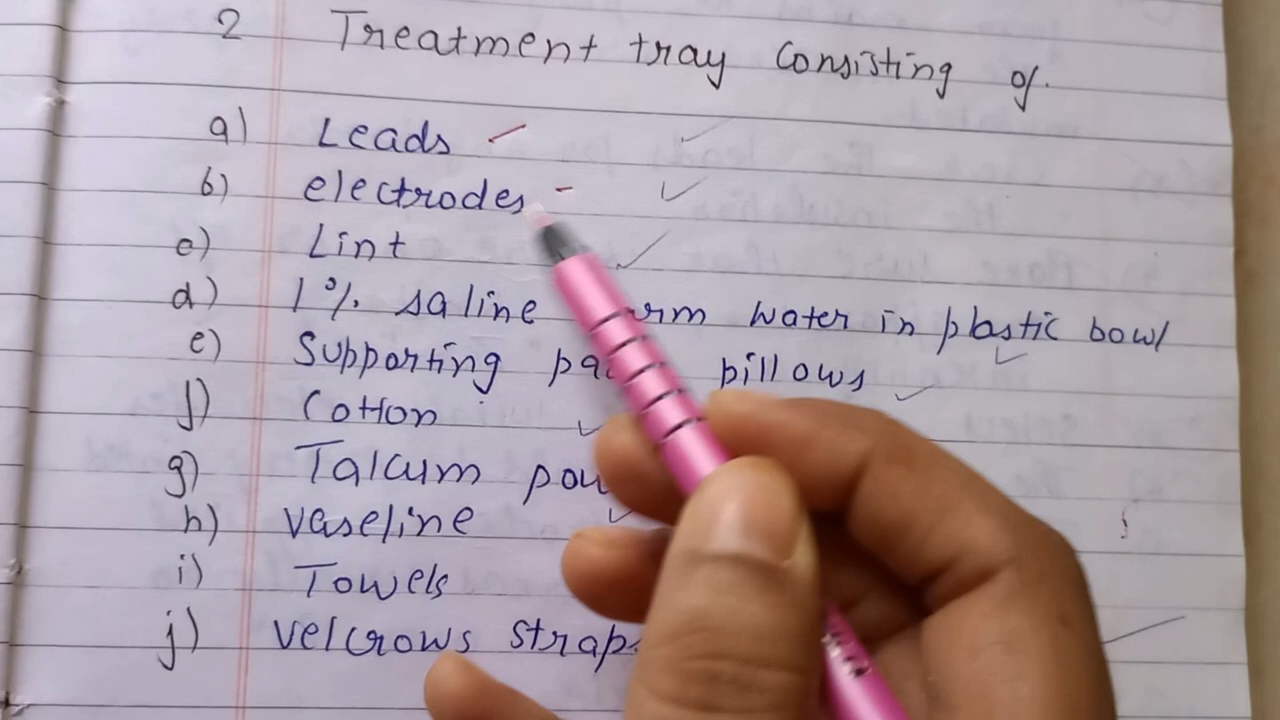 2 Treatment tray consisting of.
a) Leads
b) electrodes
c) Lint
d) 1% saline water in plastic bowl
e) Supporting pillows
f) Cotton
g) Talcum
h) vaseline
i) Towels
j) velcrows